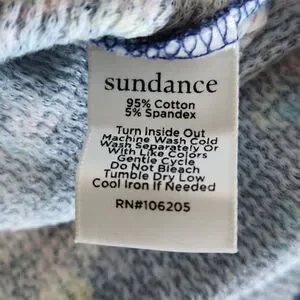 sundance
95% Cotton
5% Spandex
Turn Inside Out
Machine Wash Cold
Wash Separately Or
With Like Colors
Gentle Cycle
Do Not Bleach
Tumble Dry Low
Cool Iron If Needed
RN#106205